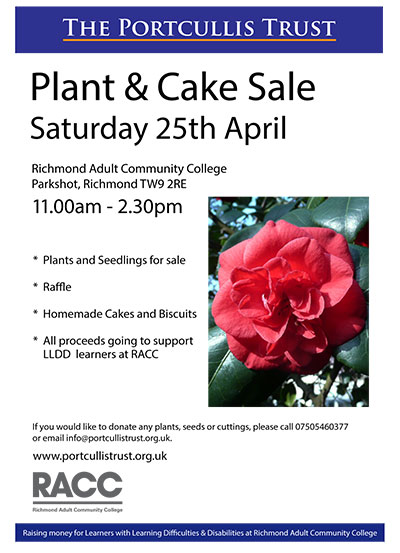 THE PORTCULLIS TRUST
Plant & Cake Sale
Saturday 25th April
Richmond Adult Community College
Parkshot, Richmond TW9 2RE
11.00am - 2.30pm
* Plants and Seedlings for sale
* Raffle
* Homemade Cakes and Biscuits
* All proceeds going to support
LLDD learners at RACC
If you would like to donate any plants, seeds or cuttings, please call 07505460377
or email info@portcullistrust.org.uk.
www.portcullistrust.org.uk
RACC
Richmond Adult Community College
Raising money for Learners with Learning Difficulties & Disabilities at Richmond Adult Community College